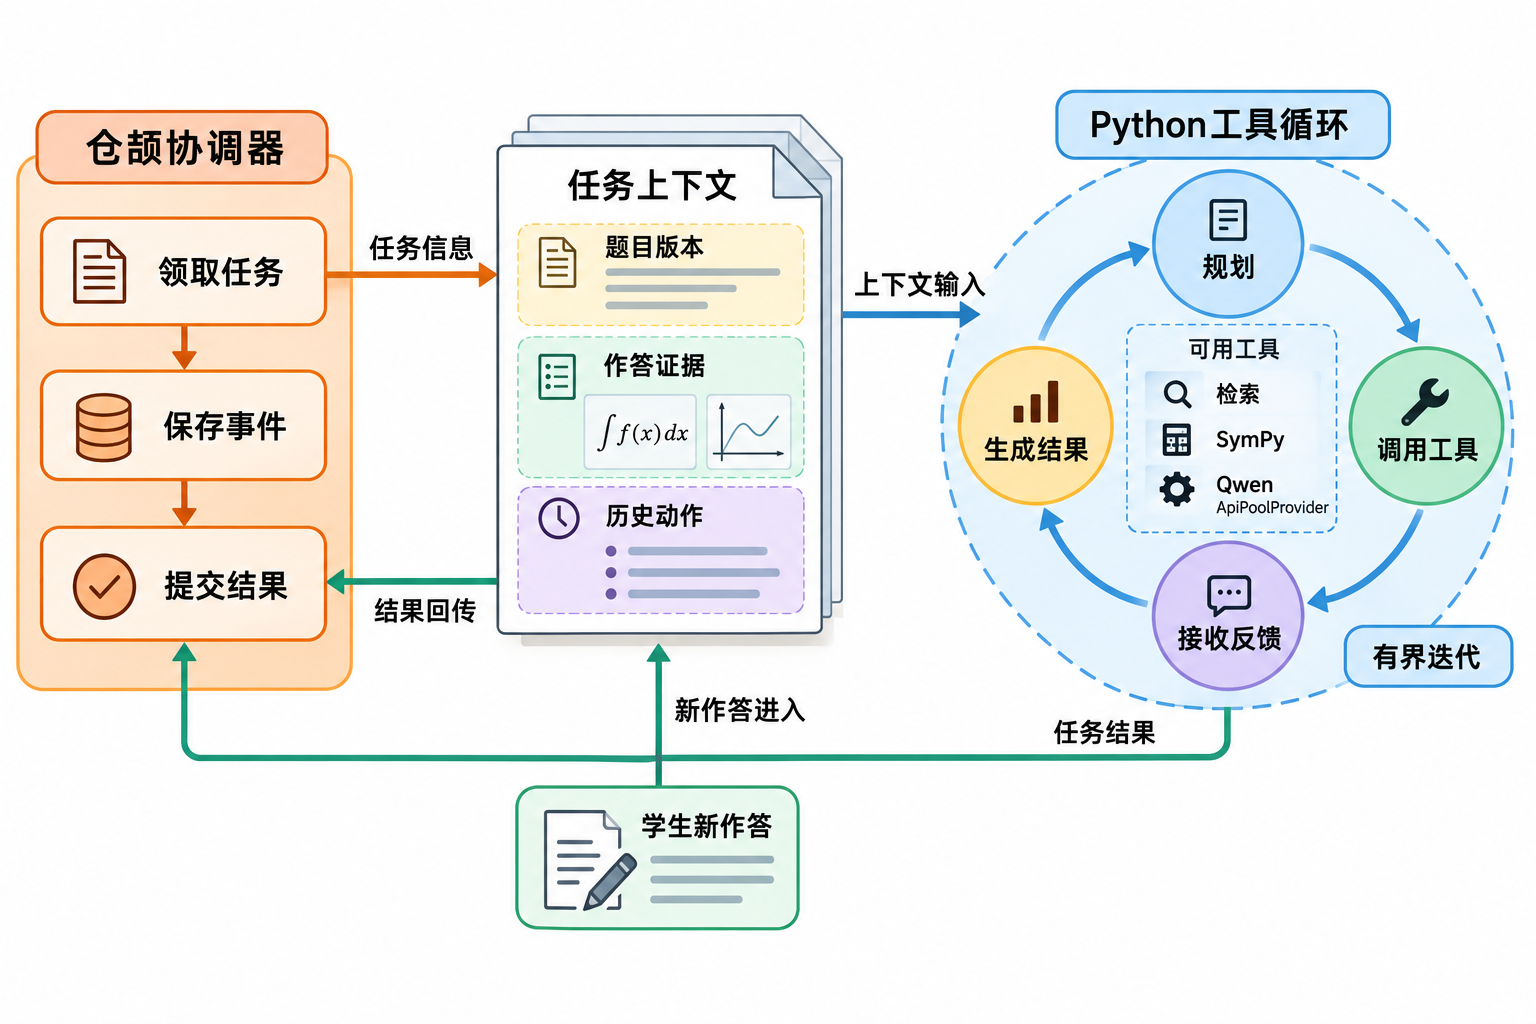 仓颉协调器
领取任务
保存事件
提交结果
任务信息
结果回传
任务上下文
题目版本
作答证据
∫f(x)dx
历史动作
上下文输入
新作答进入
学生新作答
Python工具循环
规划
调用工具
接收反馈
生成结果
可用工具
检索
SymPy
Qwen
ApiPoolProvider
有界迭代
任务结果